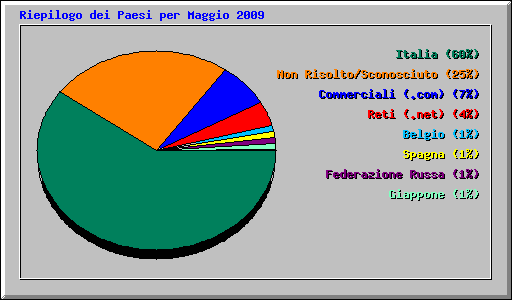 Riepilogo dei Paesi per Maggio 2009
Italia (60%)
Non Risolto/Sconosciuto (25%)
Commerciali (.com) (7%)
Reti (.net) (4%)
Belgio (1%)
Spagna (1%)
Federazione Russa (1%)
Giappone (1%)